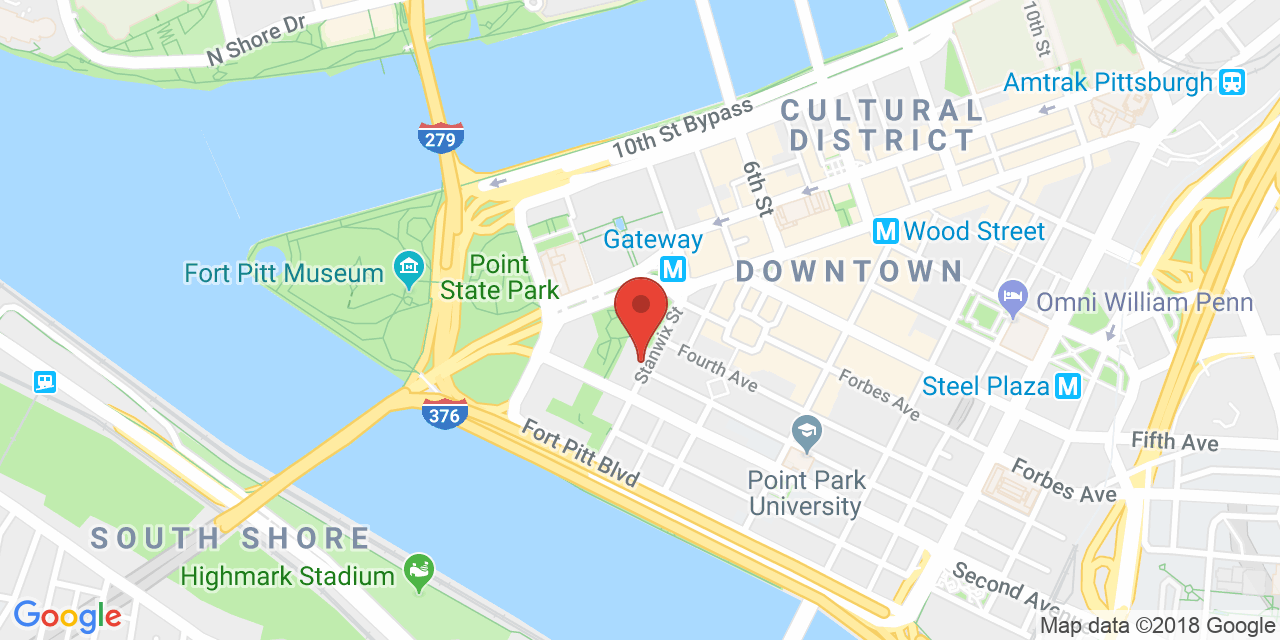 N Shore Dr
10th St
Amtrak Pittsburgh
CULTURAL
DISTRICT
279
10th St Bypass
6th St
Gateway
M
M Wood Street
Fort Pitt Museum
Point
State Park
DOWNTOWN
Omni William Penn
Stanwix St
Fourth Ave
Forbes Ave
Steel Plaza M
376
Fort Pitt Blvd
Fifth Ave
Forbes Ave
Point Park
University
SOUTH SHORE
Highmark Stadium
Second Avenue
Google
Map data ©2018 Google